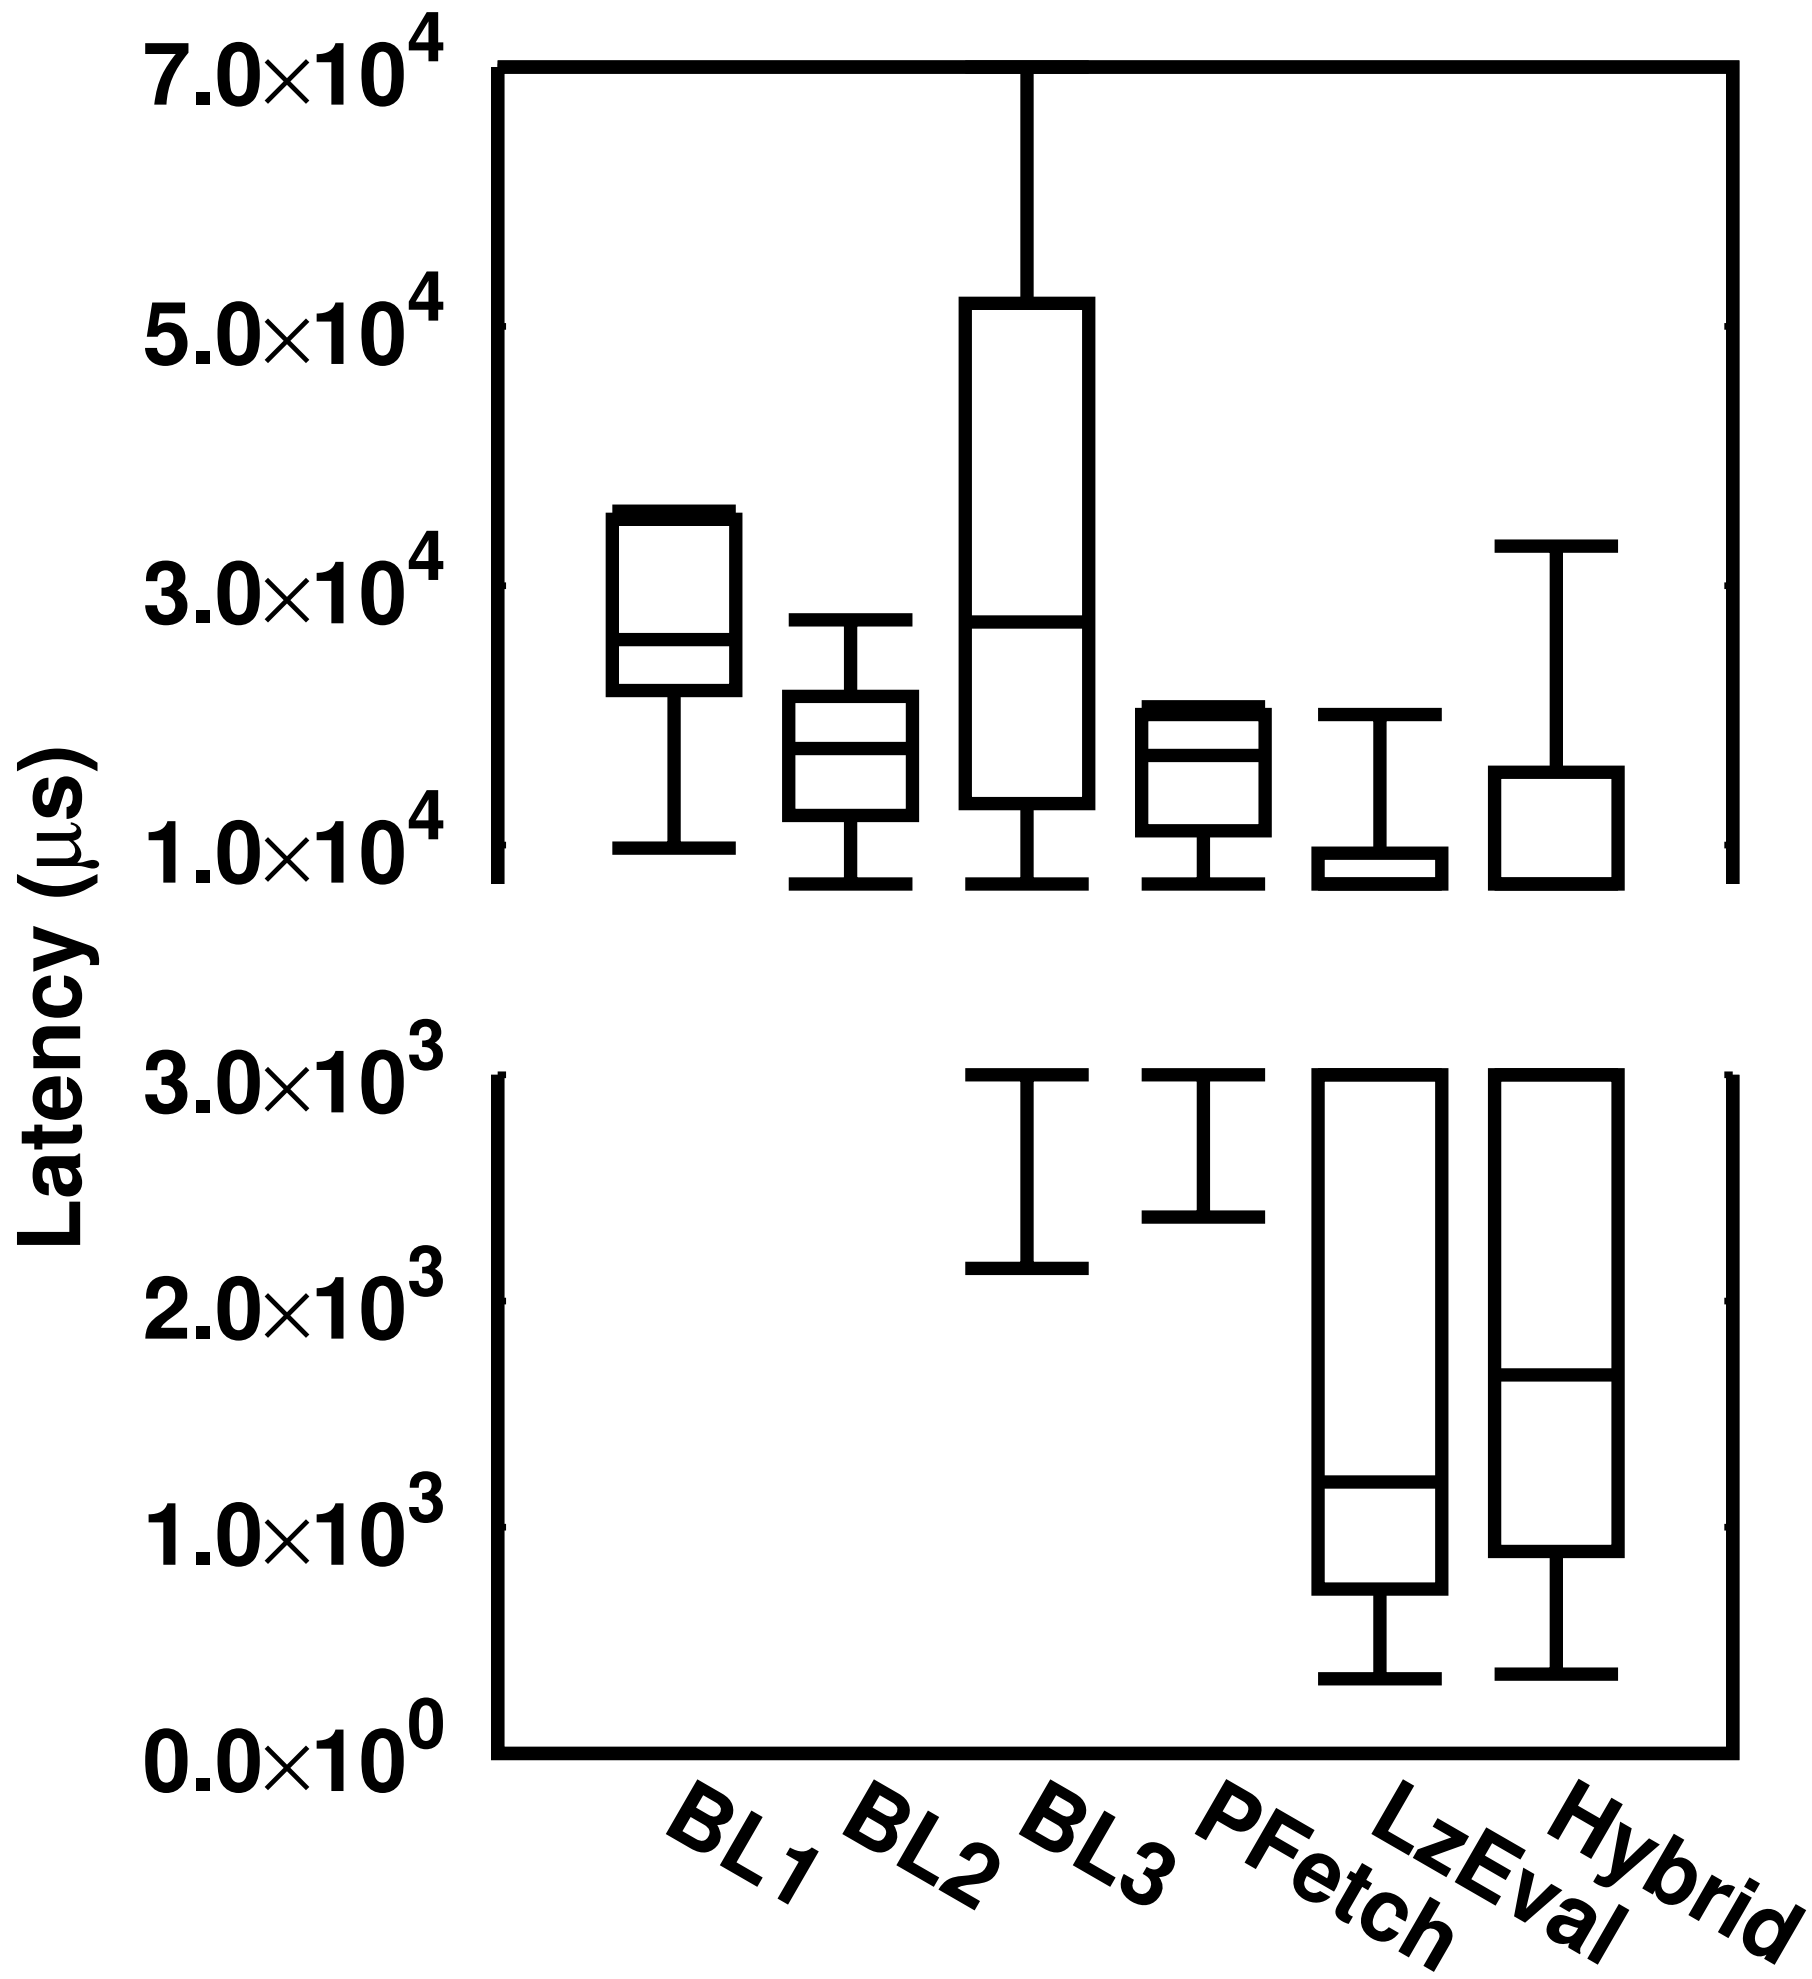 7.0×10⁴
5.0×10⁴
3.0×10⁴
1.0×10⁴
Latency (μs)
3.0×10³
2.0×10³
1.0×10³
0.0×10⁰
BL1
BL2
BL3
PFetch
LzEval
Hybrid